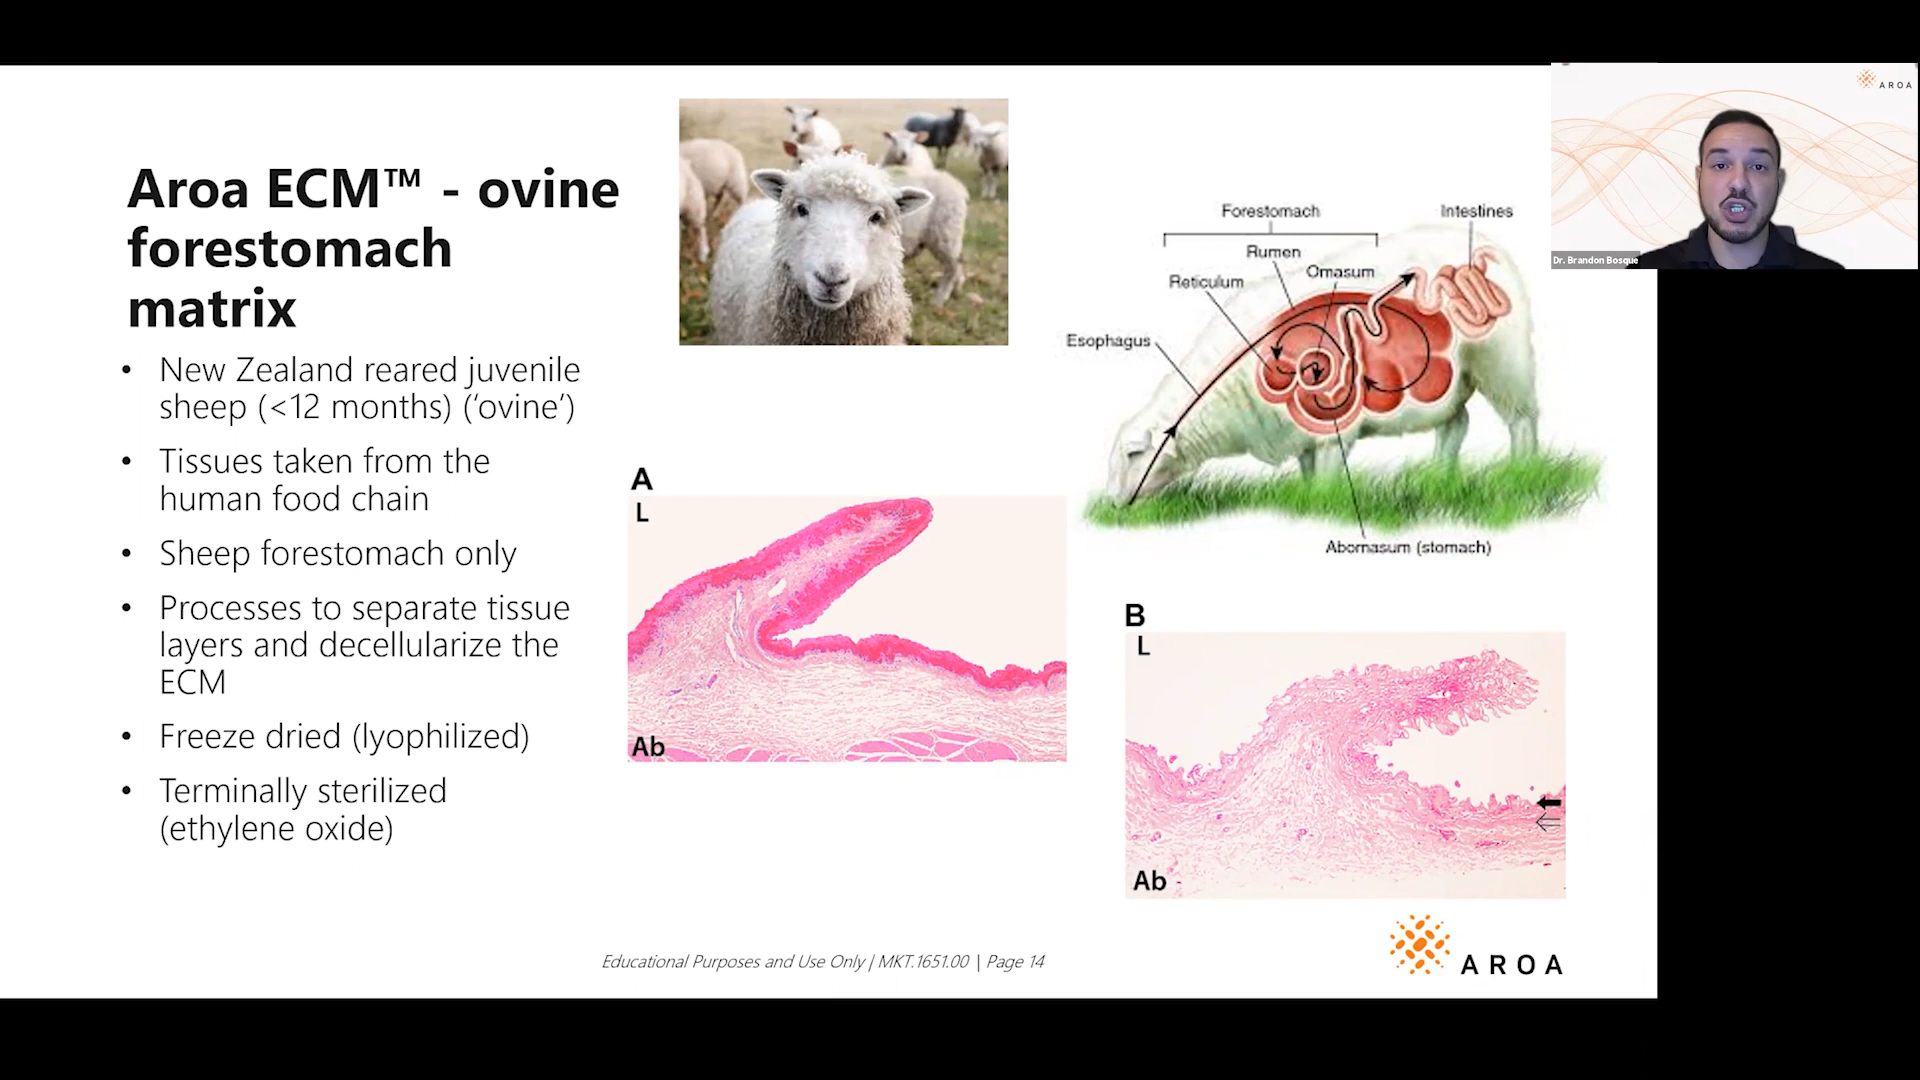 Aroa ECM™ - ovine
forestomach
matrix
• New Zealand reared juvenile
sheep (<12 months) (‘ovine’)
• Tissues taken from the
human food chain
• Sheep forestomach only
• Processes to separate tissue
layers and decellularize the
ECM
• Freeze dried (lyophilized)
• Terminally sterilized
(ethylene oxide)
Forestomach
Intestines
Rumen
Omasum
Reticulum
Esophagus
Abomasum (stomach)
A
L
Ab
B
L
Ab
Educational Purposes and Use Only | MKT.1651.00 | Page 14
AROA
AROA
Dr. Brandon Bosque